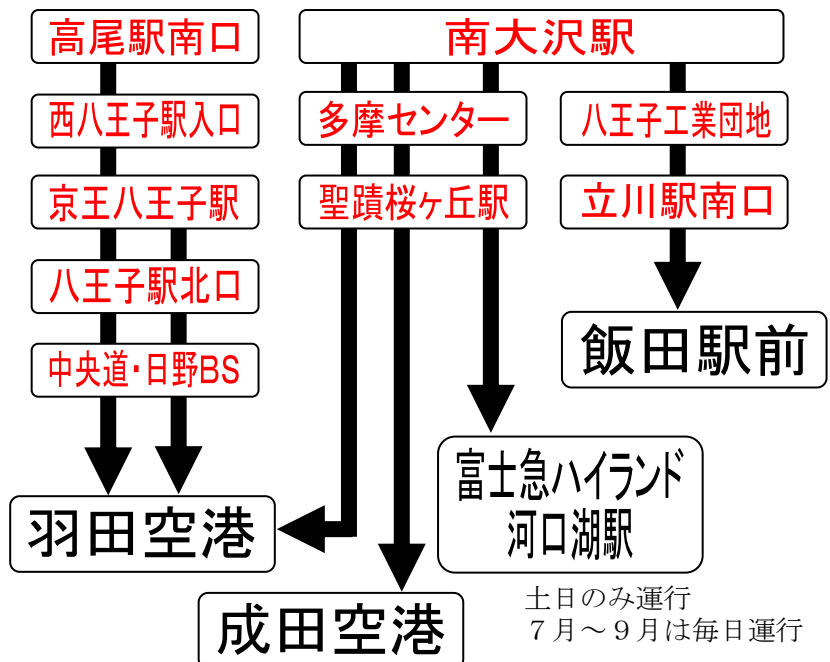 高尾駅南口
西八王子駅入口
京王八王子駅
八王子駅北口
中央道・日野BS
羽田空港
南大沢駅
多摩センター
聖蹟桜ヶ丘駅
八王子工業団地
立川駅南口
飯田駅前
富士急ハイランド
河口湖駅
成田空港
土日のみ運行
７月～９月は毎日運行